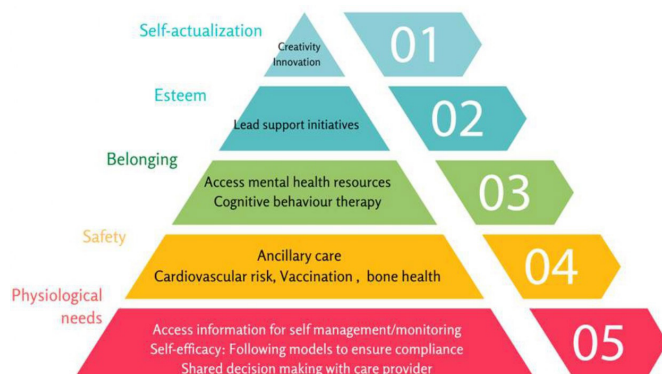 Self-actualization
Creativity
Innovation
01
Esteem
Lead support initiatives
02
Belonging
Access mental health resources
Cognitive behaviour therapy
03
Safety
Ancillary care
Cardiovascular risk, Vaccination , bone health
04
Physiological
needs
Access information for self management/monitoring
Self-efficacy: Following models to ensure compliance
Shared decision making with care provider
05